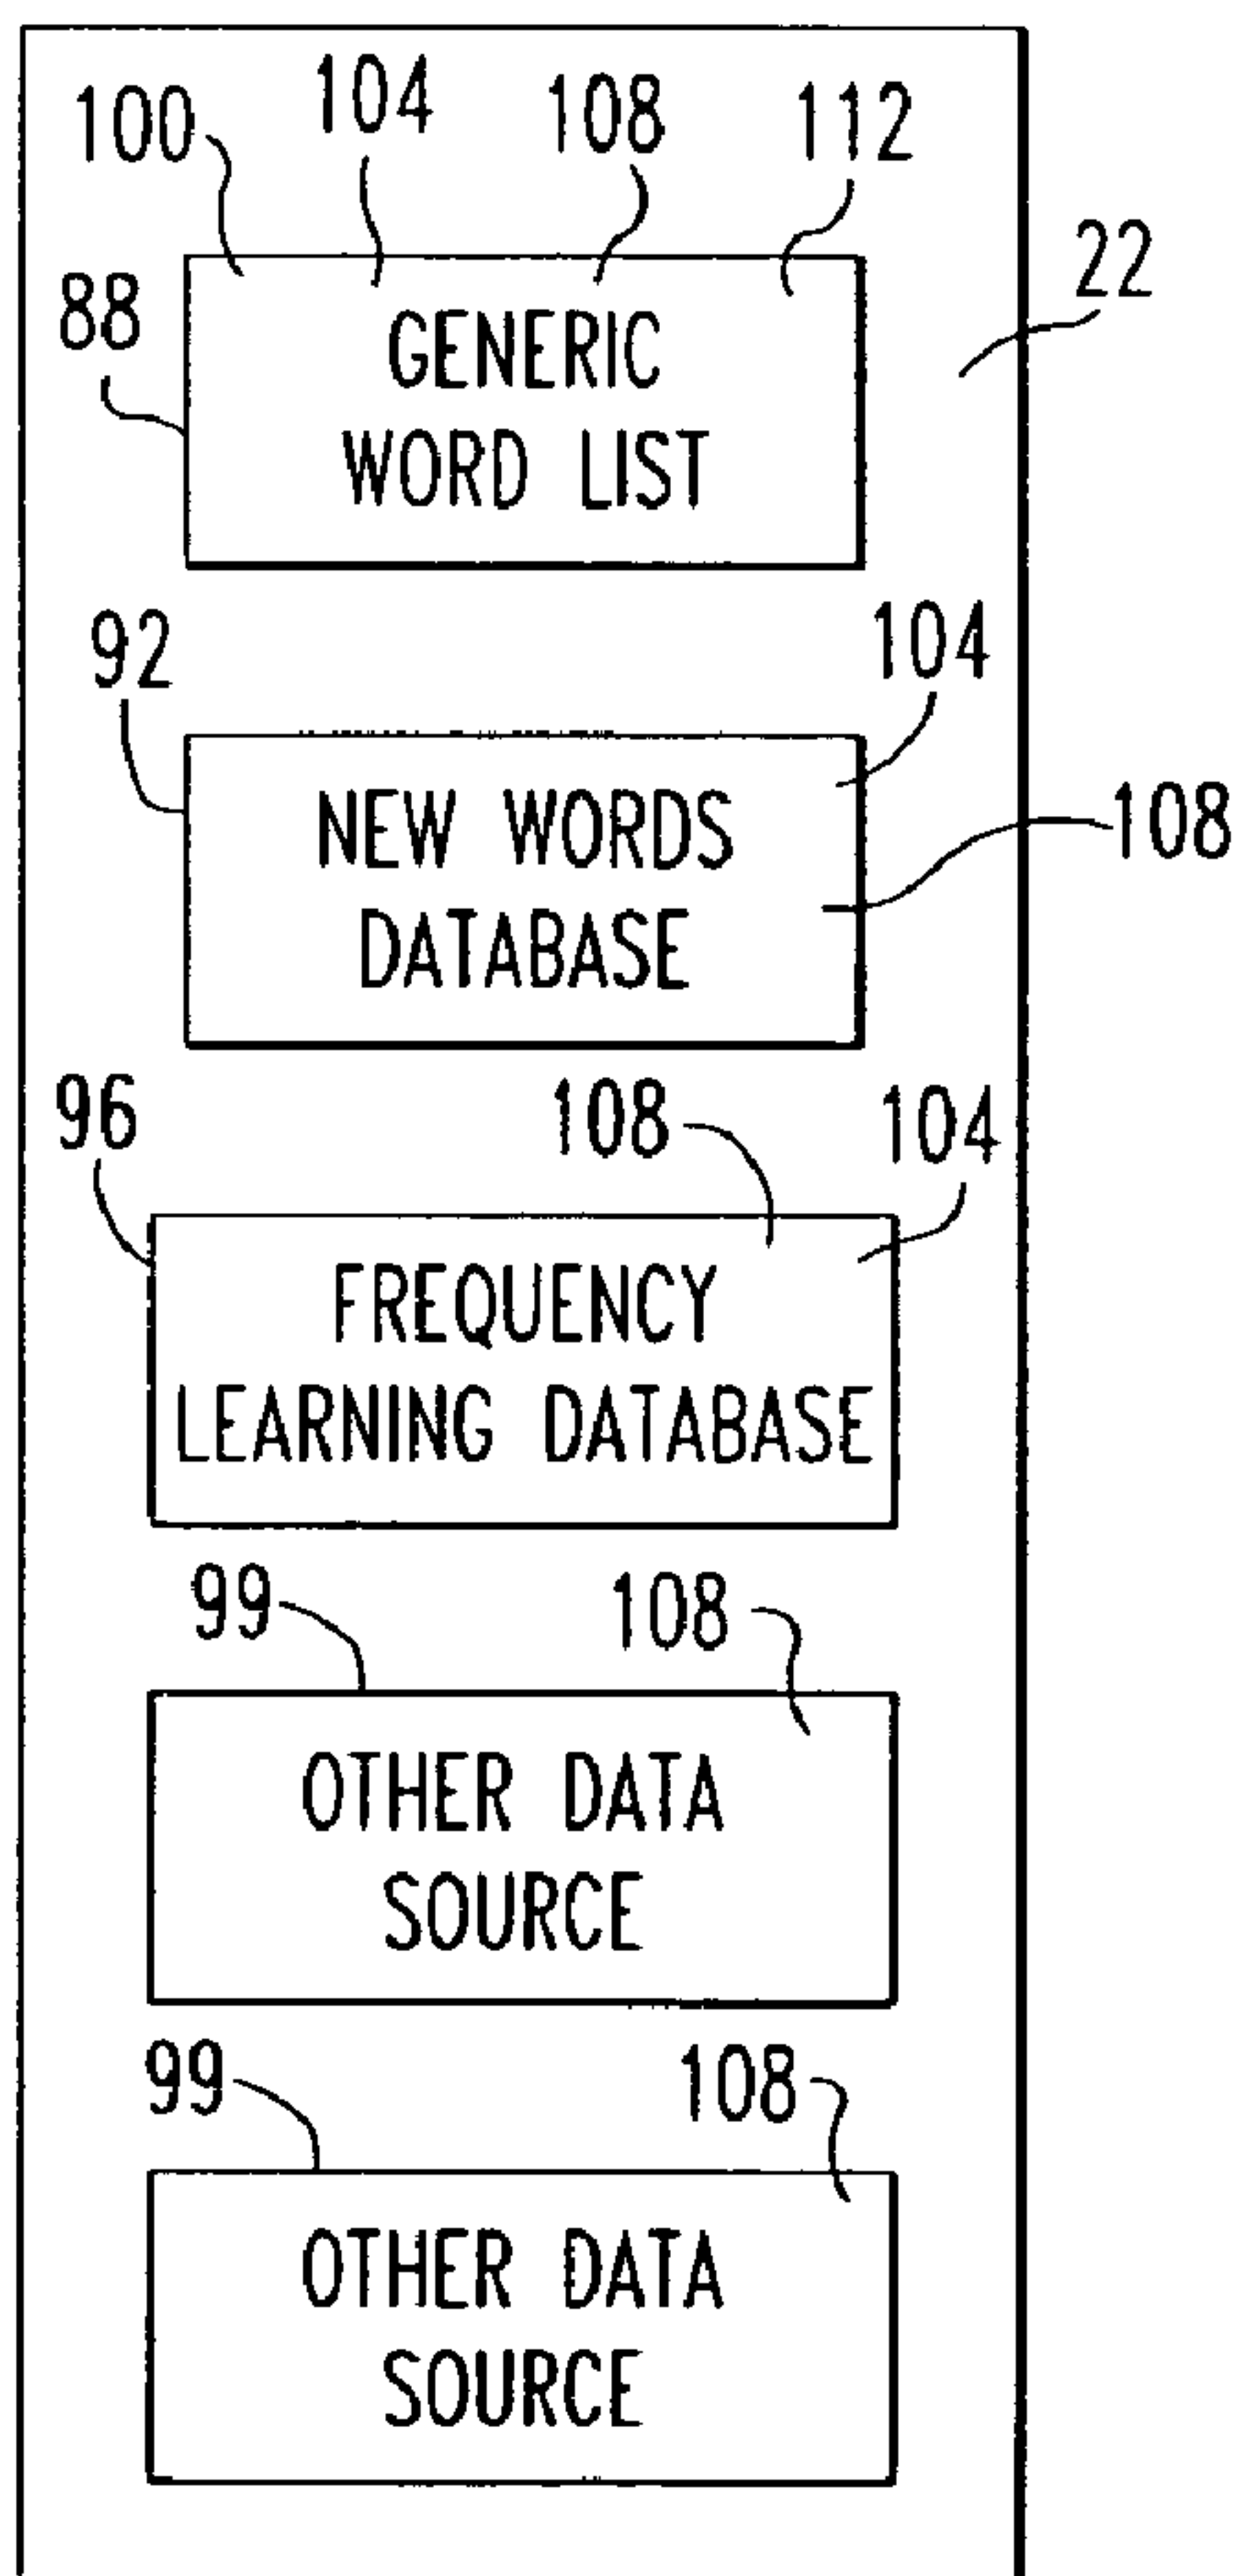 100 104 108 112
22
88
GENERIC
WORD LIST
92 104
NEW WORDS
108
DATABASE
96 108 104
FREQUENCY
LEARNING DATABASE
99 108
OTHER DATA
SOURCE
99 108
OTHER DATA
SOURCE